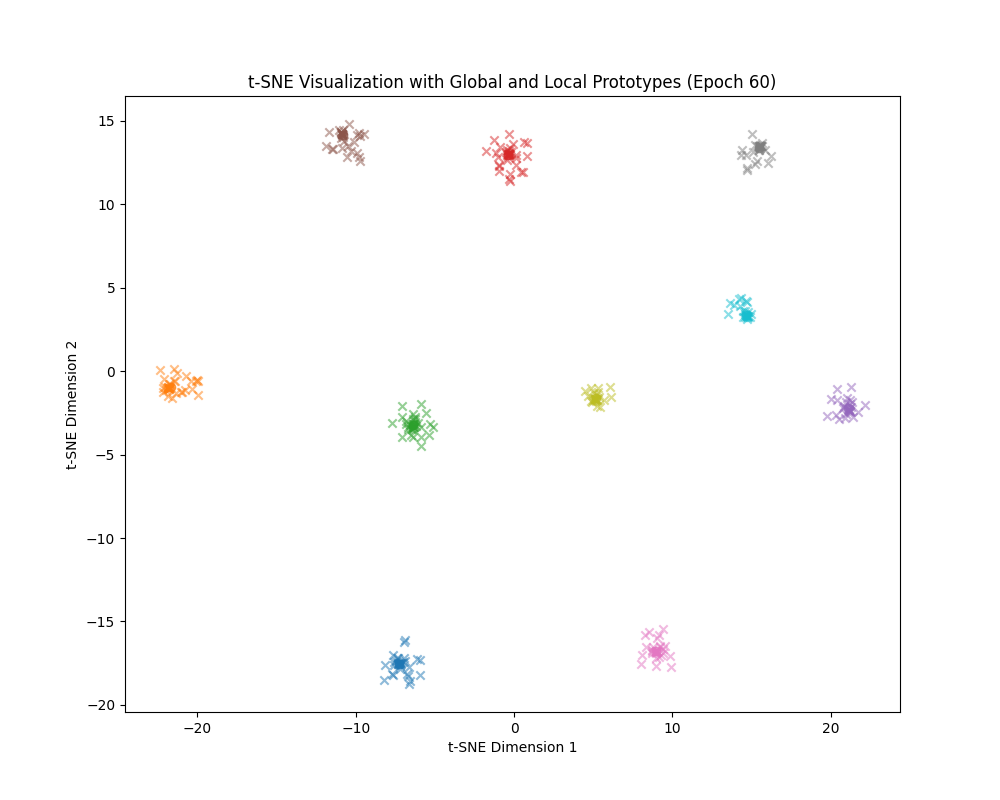 t-SNE Visualization with Global and Local Prototypes (Epoch 60)
15
10
5
0
−5
−10
−15
−20
t-SNE Dimension 2
−20 −10 0 10 20
t-SNE Dimension 1